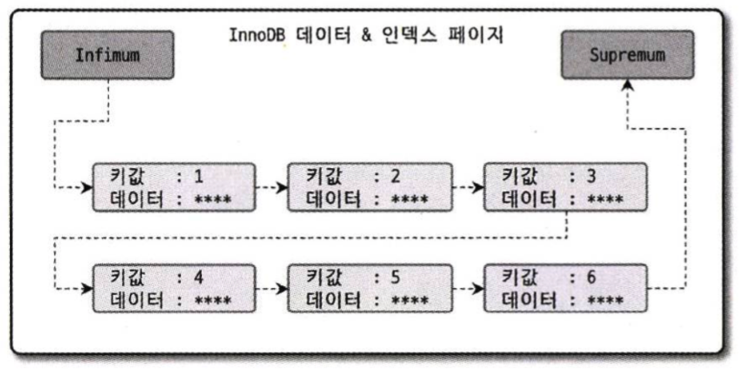 InnoDB 데이터 & 인덱스 페이지
Infimum
Supremum
키값 : 1
데이터 : ****
키값 : 2
데이터 : ****
키값 : 3
데이터 : ****
키값 : 4
데이터 : ****
키값 : 5
데이터 : ****
키값 : 6
데이터 : ****